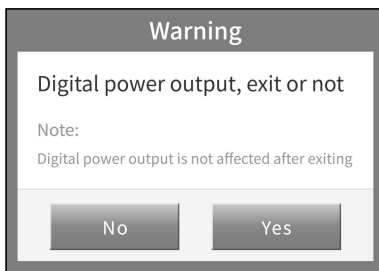 Warning
Digital power output, exit or not
Note:
Digital power output is not affected after exiting
No
Yes